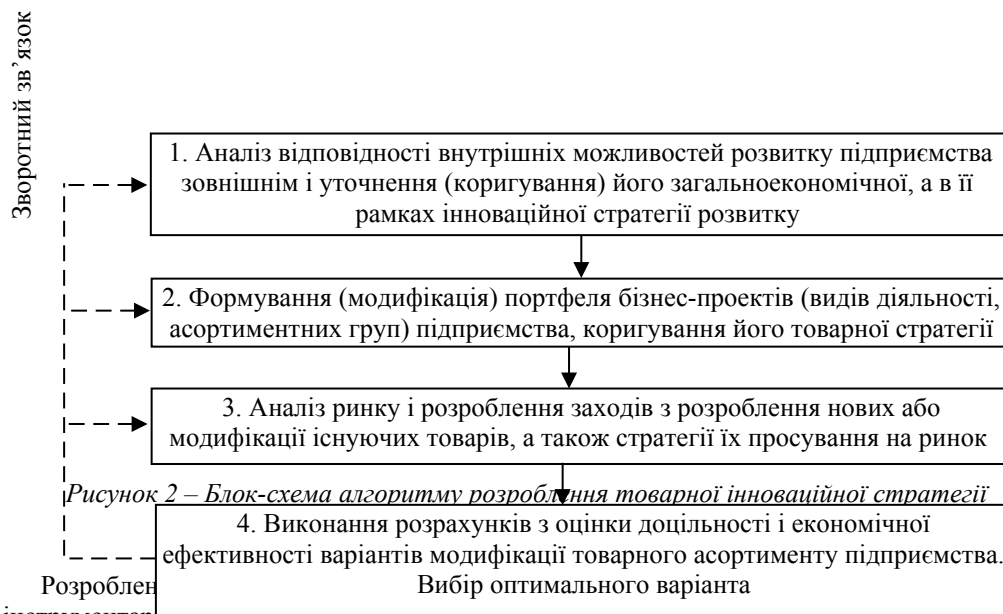 Зворотний зв’язок
1. Аналіз відповідності внутрішніх можливостей розвитку підприємства
зовнішнім і уточнення (коригування) його загальноекономічної, а в її
рамках інноваційної стратегії розвитку
2. Формування (модифікація) портфеля бізнес-проектів (видів діяльності,
асортиментних груп) підприємства, коригування його товарної стратегії
3. Аналіз ринку і розроблення заходів з розроблення нових або
модифікації існуючих товарів, а також стратегії їх просування на ринок
Рисунок 2 – Блок-схема алгоритму розроблення товарної інноваційної стратегії
4. Виконання розрахунків з оцінки доцільності і економічної
ефективності варіантів модифікації товарного асортименту підприємства.
Вибір оптимального варіанта
Розроблен